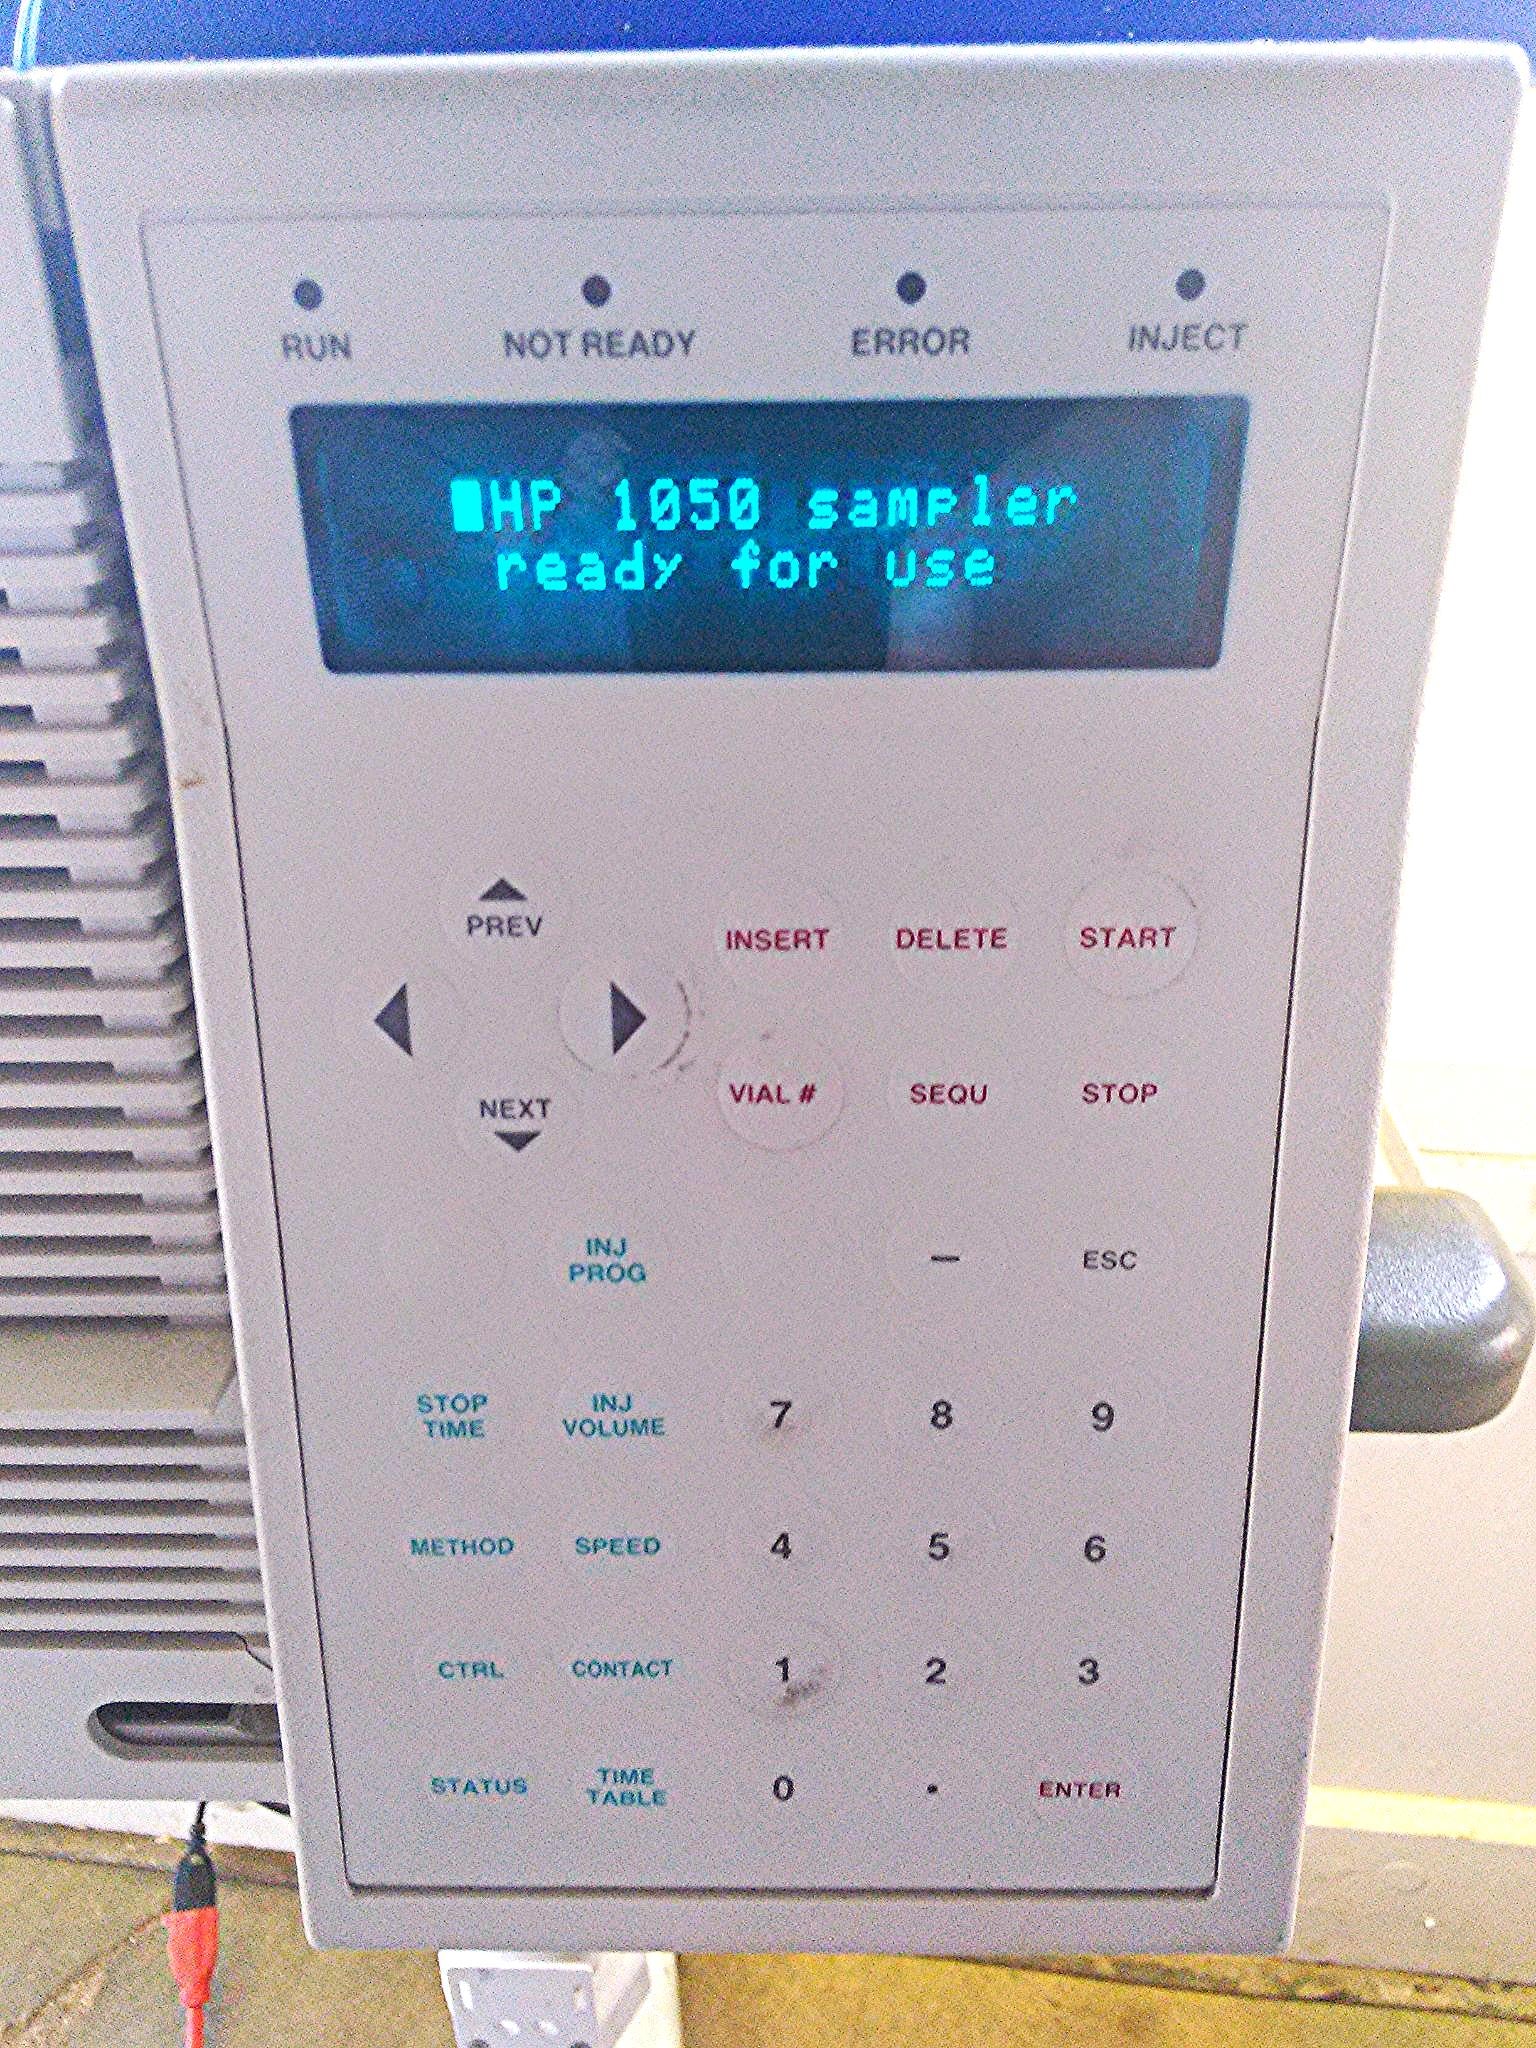 RUN NOT READY ERROR INJECT
HP 1050 sampler
ready for use
PREV
INSERT DELETE START
NEXT
VIAL # SEQU STOP
INJ
PROG
– ESC
STOP
TIME
INJ
VOLUME
7 8 9
METHOD SPEED 4 5 6
CTRL CONTACT 1 2 3
STATUS
TIME
TABLE
0 . ENTER